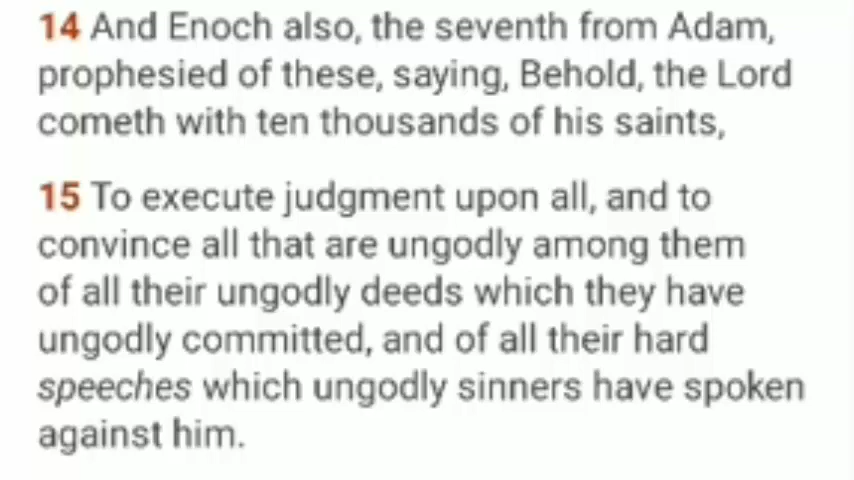 14 And Enoch also, the seventh from Adam,
prophesied of these, saying, Behold, the Lord
cometh with ten thousands of his saints,
15 To execute judgment upon all, and to
convince all that are ungodly among them
of all their ungodly deeds which they have
ungodly committed, and of all their hard
speeches which ungodly sinners have spoken
against him.